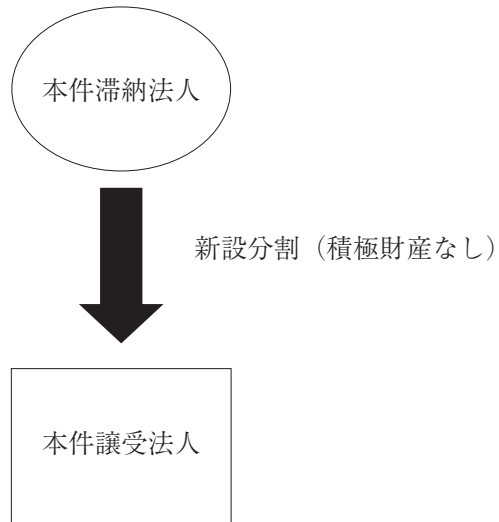 本件滞納法人
新設分割（積極財産なし）
本件譲受法人